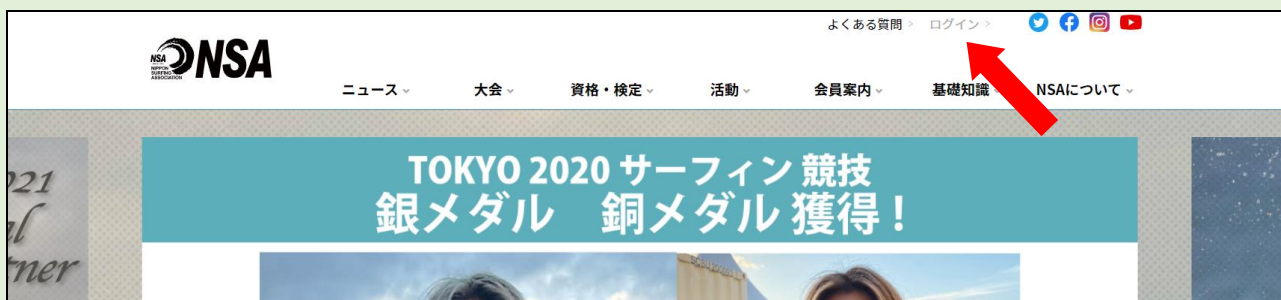 よくある質問 ログイン
NSA NIPPON SURFING ASSOCIATION NSA
ニュース 大会 資格・検定 活動 会員案内 基礎知識 NSAについて
TOKYO 2020 サーフィン 競技
銀メダル 銅メダル 獲得！